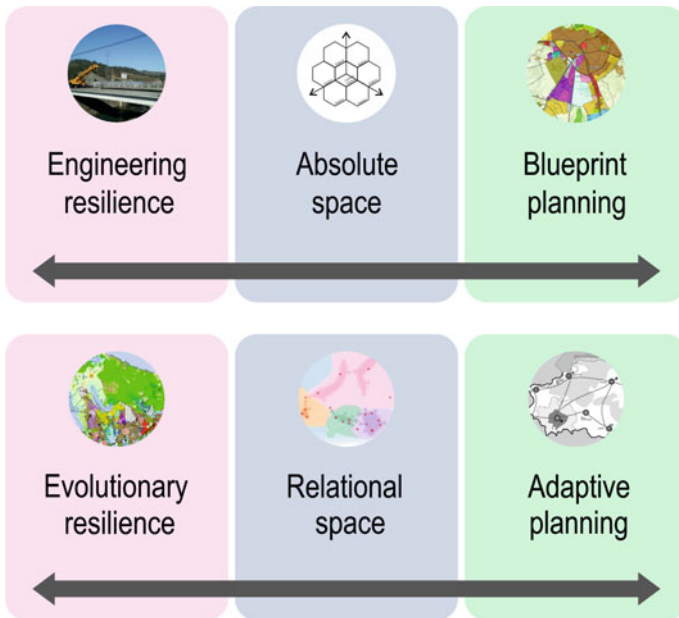 Engineering
resilience
Absolute
space
Blueprint
planning
Evolutionary
resilience
Relational
space
Adaptive
planning